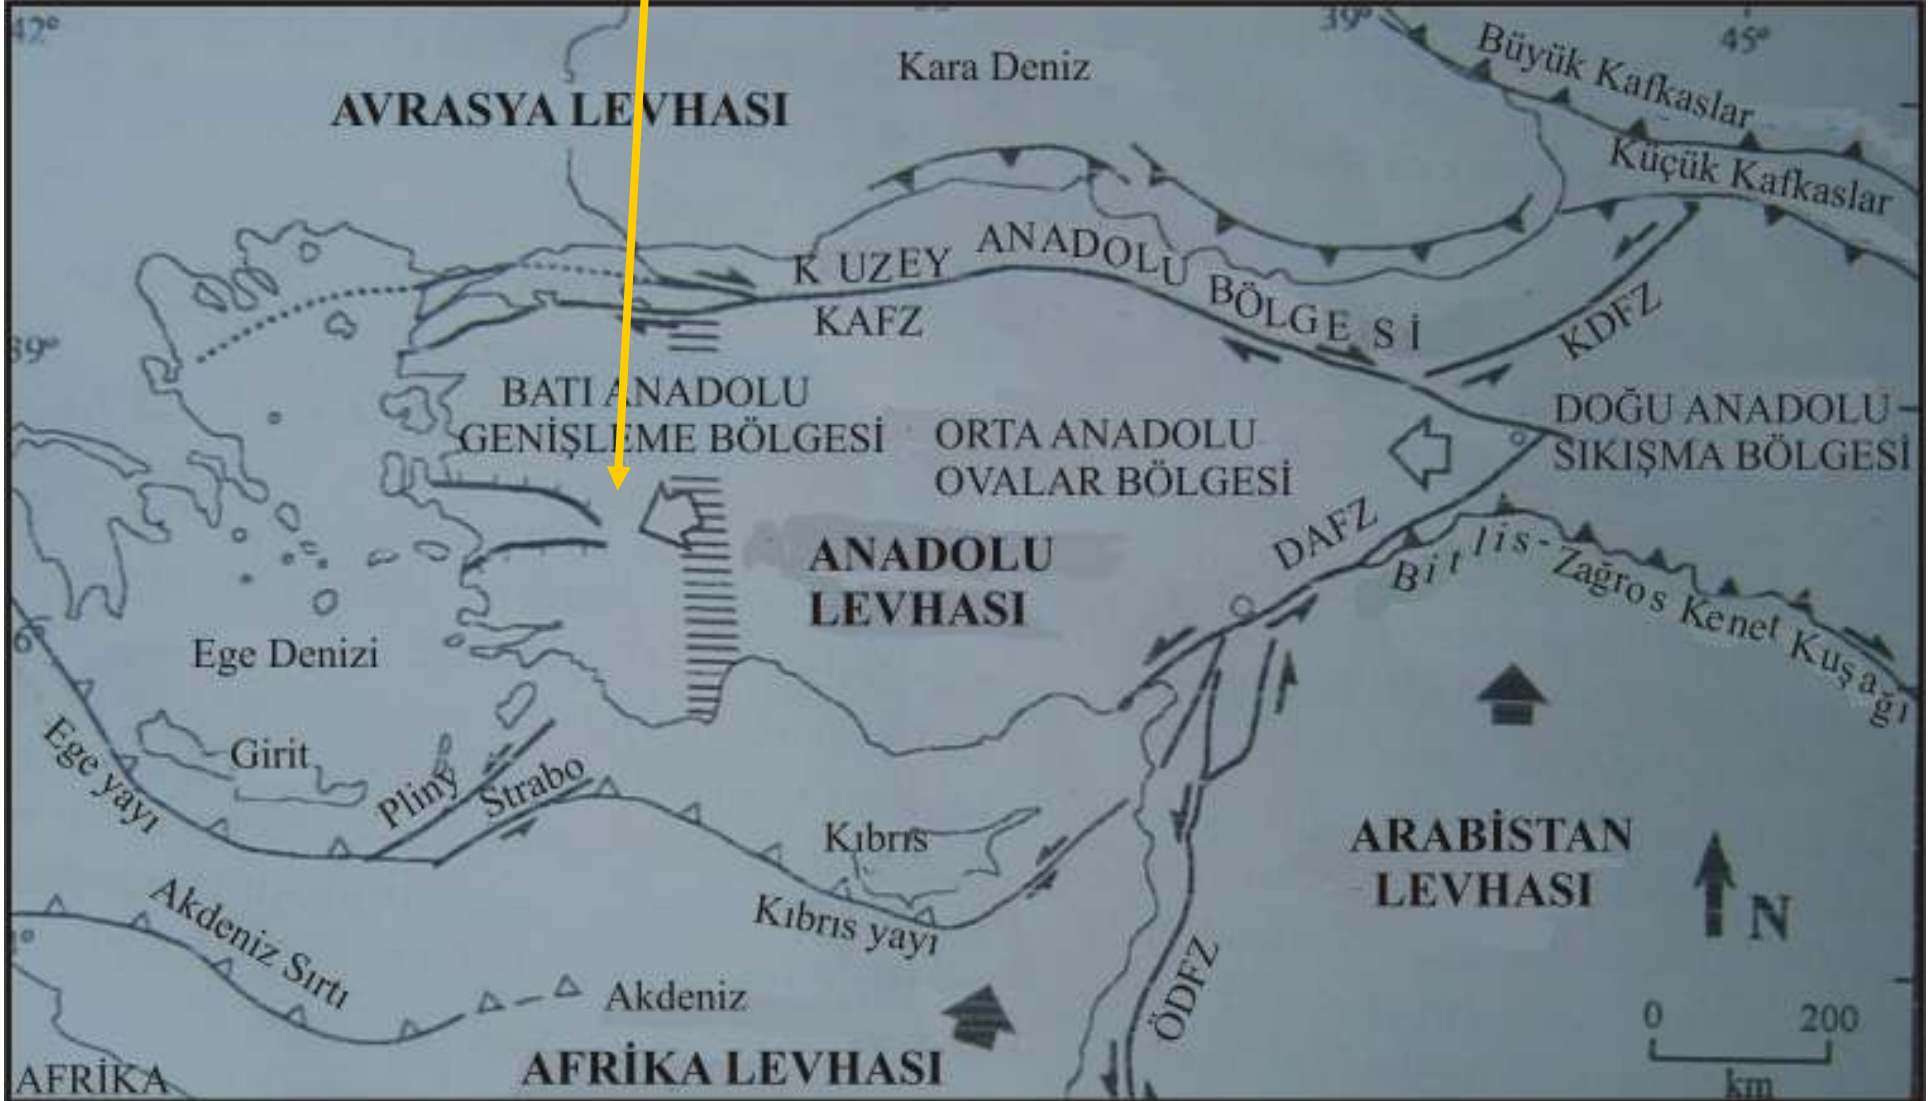 42°
39°
45°
Kara Deniz
Büyük Kafkaslar
AVRASYA LEVHASI
Küçük Kafkaslar
KUZEY ANADOLU BÖLGESİ
KAFZ
KDFZ
39°
BATI ANADOLU
GENİŞLEME BÖLGESİ
ORTA ANADOLU
OVALAR BÖLGESİ
DOĞU ANADOLU
SIKIŞMA BÖLGESİ
DAFZ
Bitlis-Zağros Kenet Kuşağı
ANADOLU
LEVHASI
Ege Denizi
Girit
Ege yayı
Pliny
Strabo
Kıbrıs
Kıbrıs yayı
ARABİSTAN
LEVHASI
N
Akdeniz Sırtı
Akdeniz
ÖDFZ
0 200
km
AFRİKA LEVHASI
AFRİKA